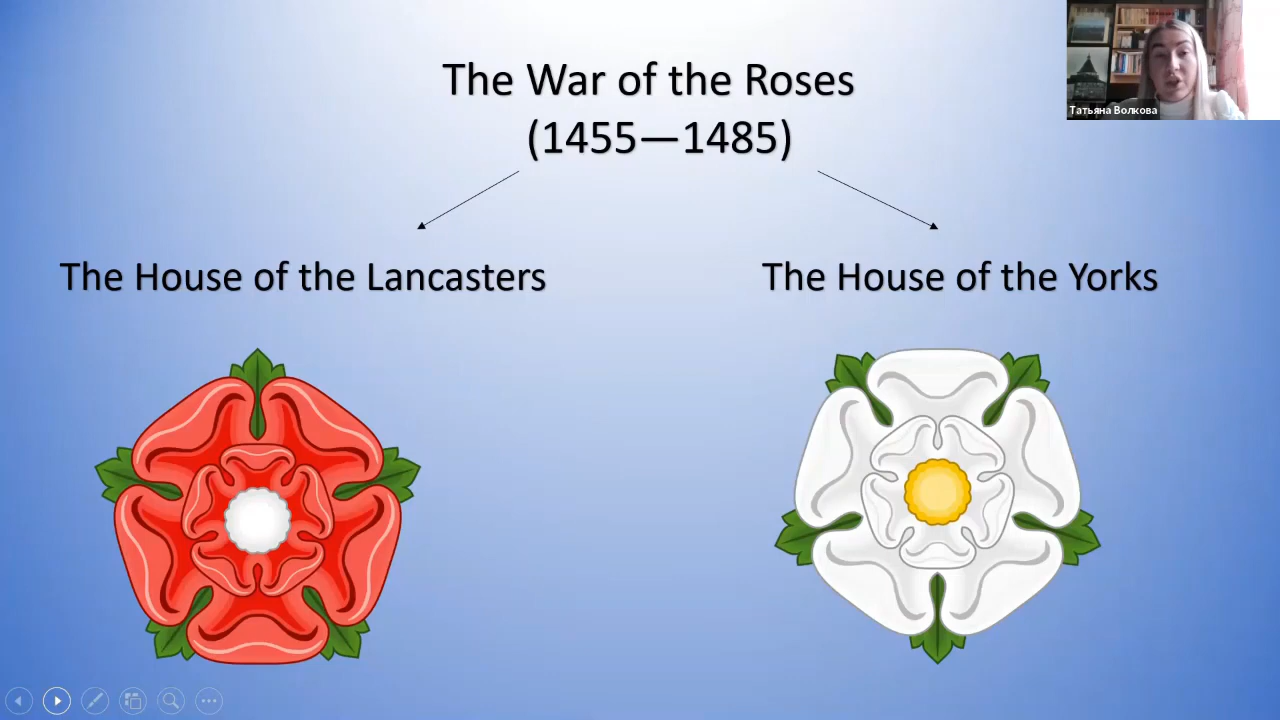 The War of the Roses
(1455—1485)
The House of the Lancasters
The House of the Yorks
Татьяна Волкова